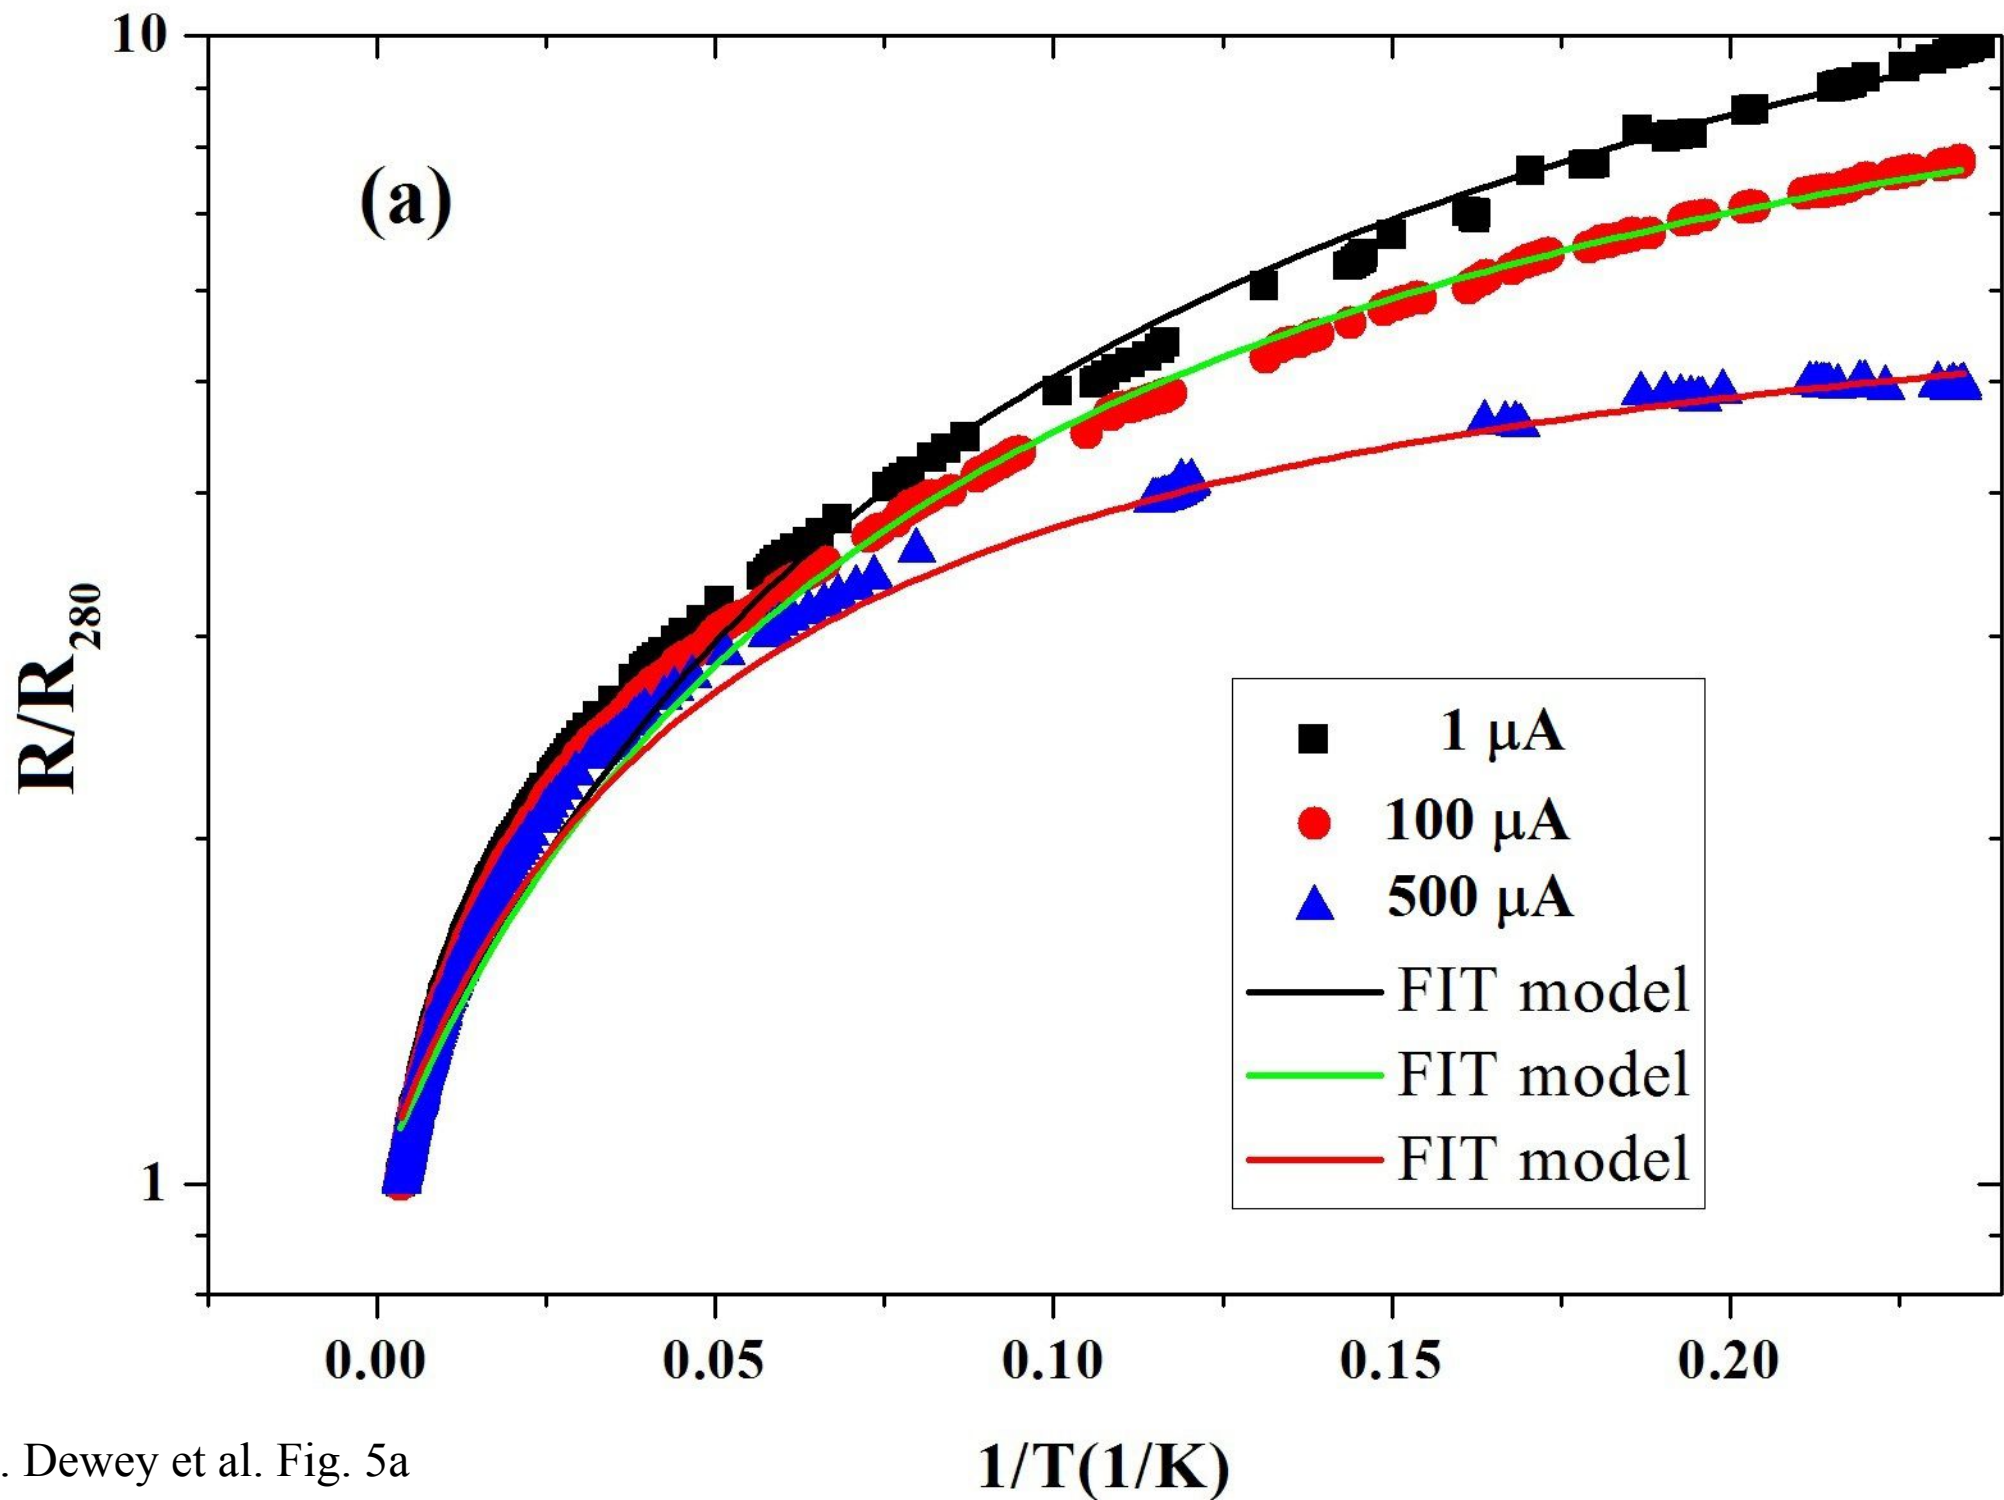 10
(a)
R/R280
1 μA
100 μA
500 μA
FIT model
FIT model
FIT model
1
0.00 0.05 0.10 0.15 0.20
1/T(1/K)
. Dewey et al. Fig. 5a